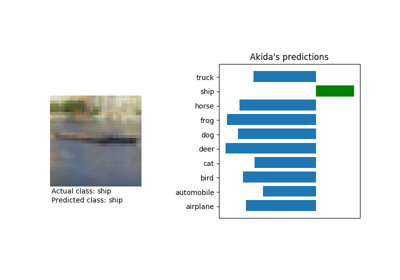 Akida's predictions
truck
ship
horse
frog
dog
deer
cat
bird
automobile
airplane
Actual class: ship
Predicted class: ship